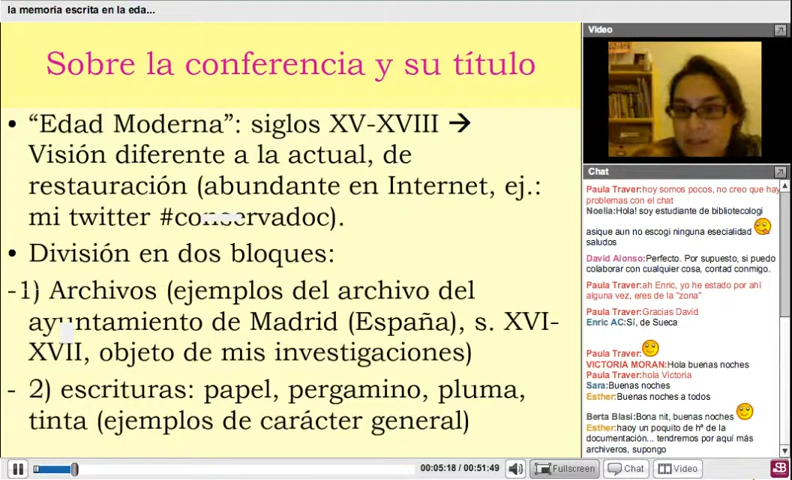 la memoria escrita en la eda...
Sobre la conferencia y su título
• “Edad Moderna”: siglos XV-XVIII →
Visión diferente a la actual, de
restauración (abundante en Internet, ej.:
mi twitter #conservadoc).
• División en dos bloques:
-1) Archivos (ejemplos del archivo del
ayuntamiento de Madrid (España), s. XVI-
XVII, objeto de mis investigaciones)
- 2) escrituras: papel, pergamino, pluma,
tinta (ejemplos de carácter general)
Video
Chat
Paula Traver:hoy somos pocos, no creo que hay
problemas con el chat
Noelia:Hola! soy estudiante de bibliotecologi
asique aun no escogi ninguna esecialidad
saludos
David Alonso:Perfecto. Por supuesto, si puedo
colaborar con cualquier cosa, contad conmigo.
Paula Traver:ah Enric, yo he estado por ahí
alguna vez, eres de la "zona"
Paula Traver:Gracias David
Enric AC:Sí, de Sueca
Paula Traver:
VICTORIA MORAN:Hola buenas noches
Paula Traver:hola Victoria
Sara:Buenas noches
Esther:Buenas noches a todos
Berta Blasi:Bona nit, buenas noches
Esther:haoy un poquito de hª de la
documentación... tendremos por aquí más
archiveros, supongo
00:05:18 / 00:51:49
Fullscreen
Chat
Video
SB